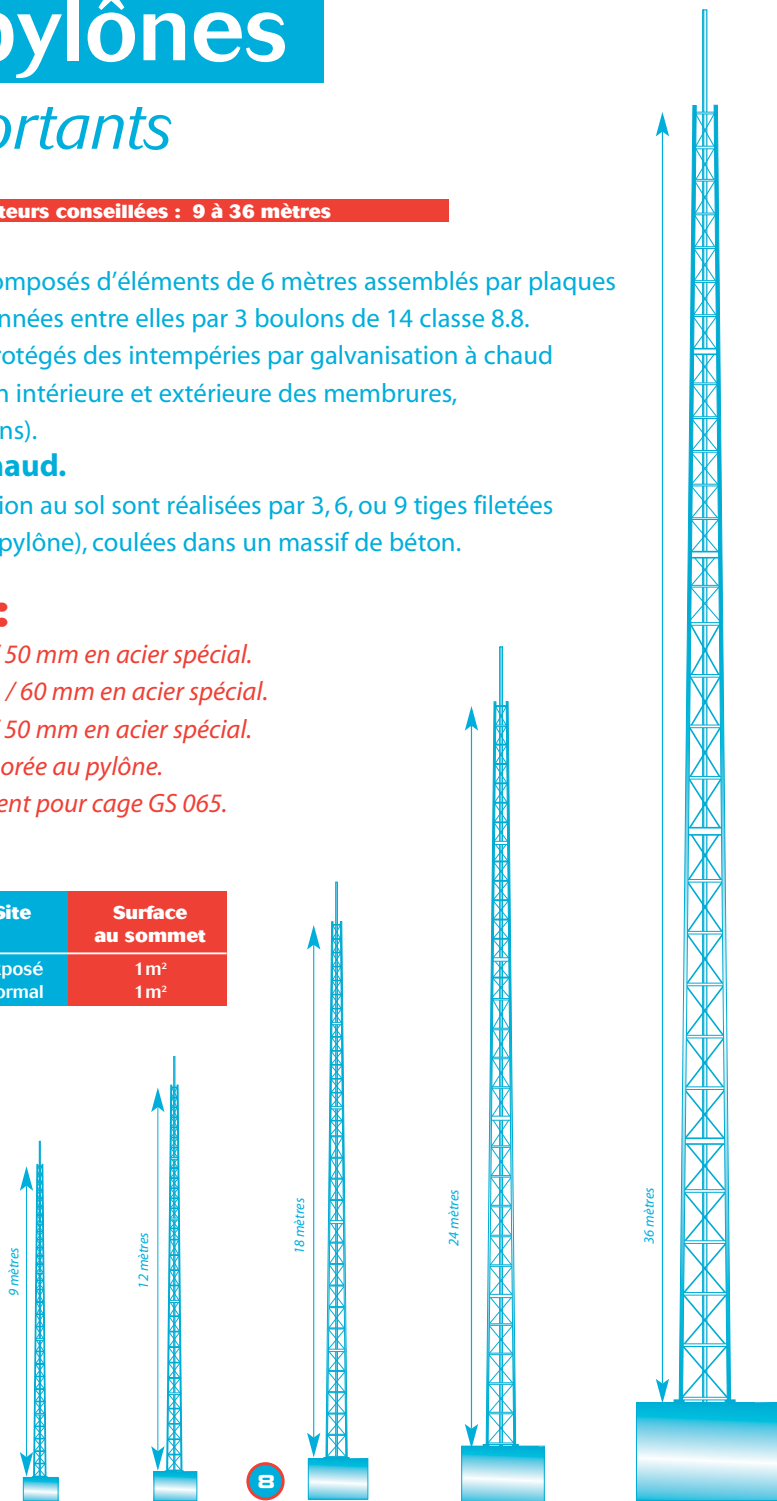 pylônes
ortants
teurs conseillées : 9 à 36 mètres
omposés d’éléments de 6 mètres assemblés par plaques
nnées entre elles par 3 boulons de 14 classe 8.8.
rotégés des intempéries par galvanisation à chaud
n intérieure et extérieure des membrures,
ns).
haud.
ion au sol sont réalisées par 3, 6, ou 9 tiges filetées
pylône), coulées dans un massif de béton.
:
/ 50 mm en acier spécial.
/ 60 mm en acier spécial.
/ 50 mm en acier spécial.
orée au pylône.
ent pour cage GS 065.
Site Surface
au sommet
xposé 1 m²
ormal 1 m²
9 mètres
12 mètres
18 mètres
24 mètres
36 mètres
8